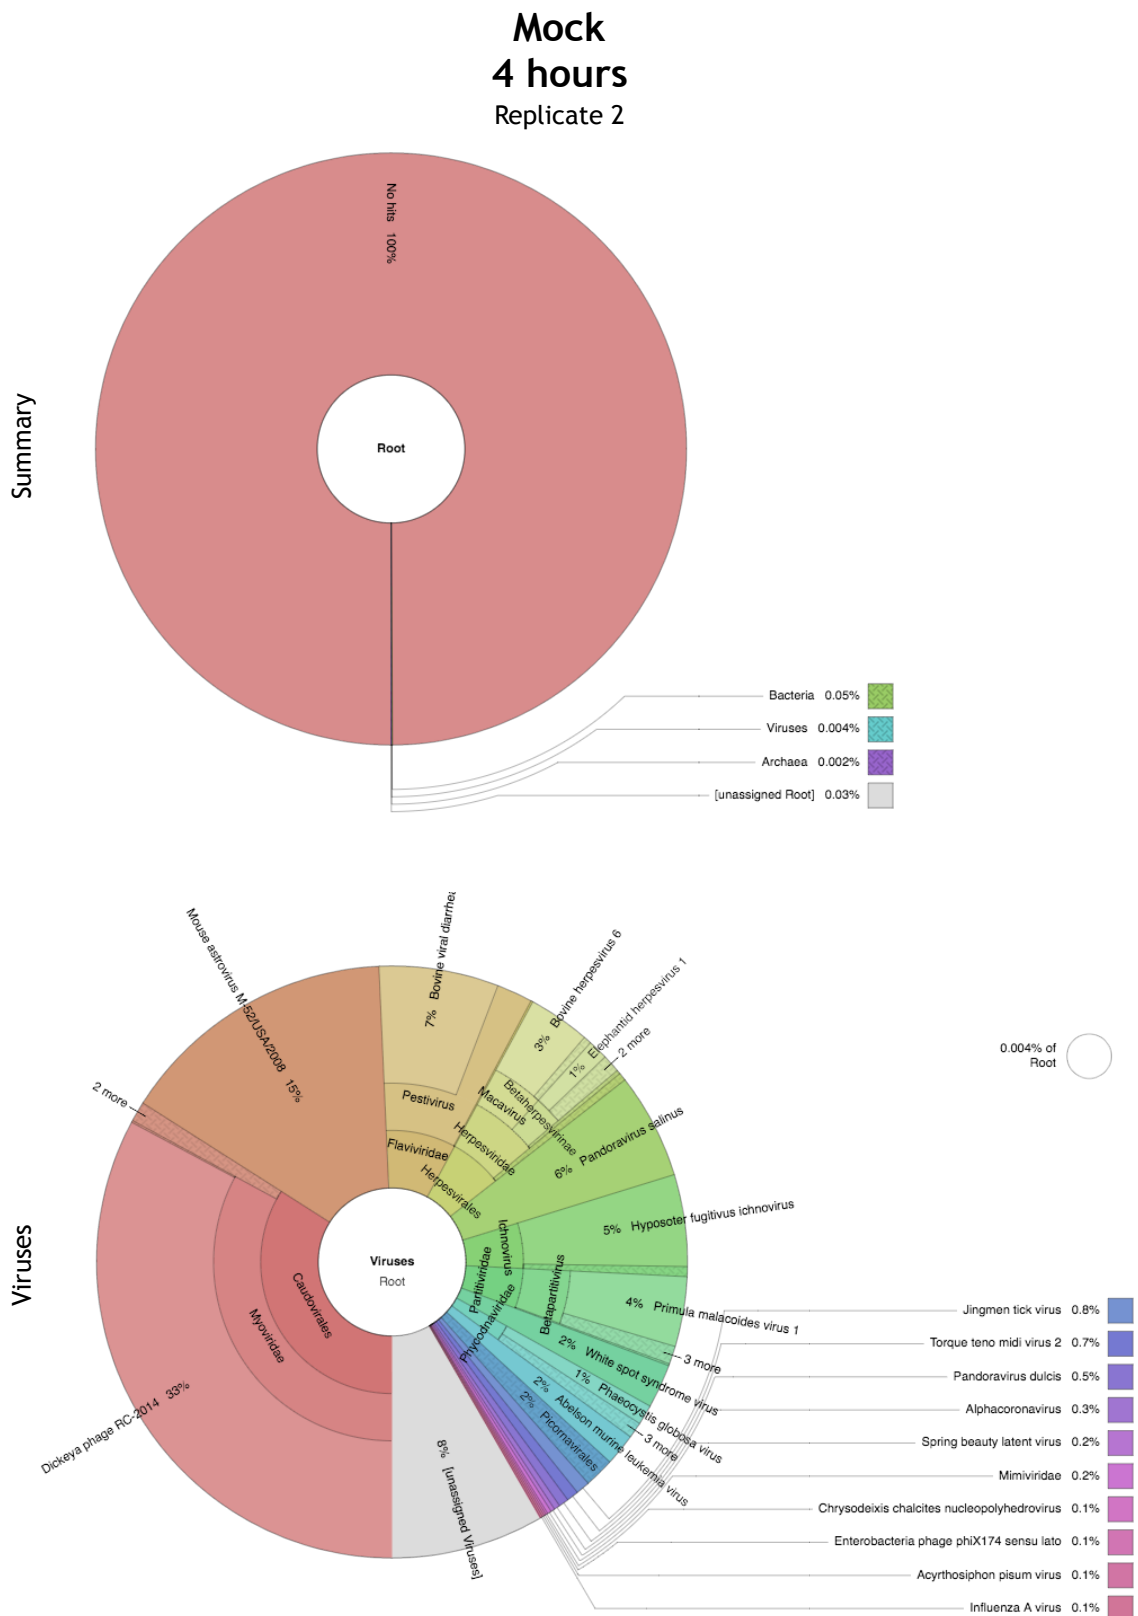 Mock
4 hours
Replicate 2
Summary
No hits 100%
Root
Bacteria 0.05%
Viruses 0.004%
Archaea 0.002%
[unassigned Root] 0.03%
Viruses
Mouse astrovirus M-52/USA/2008 15%
7% Bovine viral diarrhea
3% Bovine herpesvirus 6
1% Elephantid herpesvirus 1
2 more
2 more
Pestivirus
Flaviviridae
Betaherpesvirinae
Macavirus
Herpesviridae
Herpesvirales
6% Pandoravirus salinus
5% Hyposoter fugitivus ichnovirus
Ichnovirus
Partitiviridae
Betapartitivirus
4% Primula malacoides virus 1
3 more
Phycodnaviridae
2% White spot syndrome virus
1% Phaeocystis globosa virus
3 more
2% Abelson murine leukemia virus
2% Picornavirales
Viruses
Root
Caudovirales
Myoviridae
Dickeya phage RC-2014 33%
8% [unassigned Viruses]
0.004% of
Root
Jingmen tick virus 0.8%
Torque teno midi virus 2 0.7%
Pandoravirus dulcis 0.5%
Alphacoronavirus 0.3%
Spring beauty latent virus 0.2%
Mimiviridae 0.2%
Chrysodeixis chalcites nucleopolyhedrovirus 0.1%
Enterobacteria phage phiX174 sensu lato 0.1%
Acyrthosiphon pisum virus 0.1%
Influenza A virus 0.1%